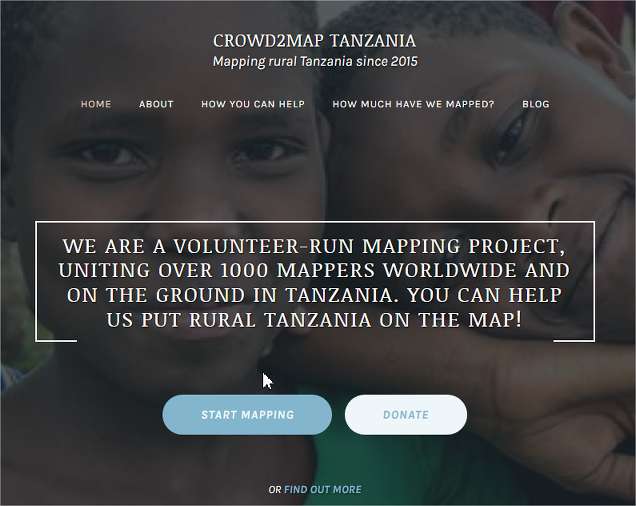 CROWD2MAP TANZANIA
Mapping rural Tanzania since 2015
HOME ABOUT HOW YOU CAN HELP HOW MUCH HAVE WE MAPPED? BLOG
WE ARE A VOLUNTEER-RUN MAPPING PROJECT,
UNITING OVER 1000 MAPPERS WORLDWIDE AND
ON THE GROUND IN TANZANIA. YOU CAN HELP
US PUT RURAL TANZANIA ON THE MAP!
START MAPPING DONATE
OR FIND OUT MORE